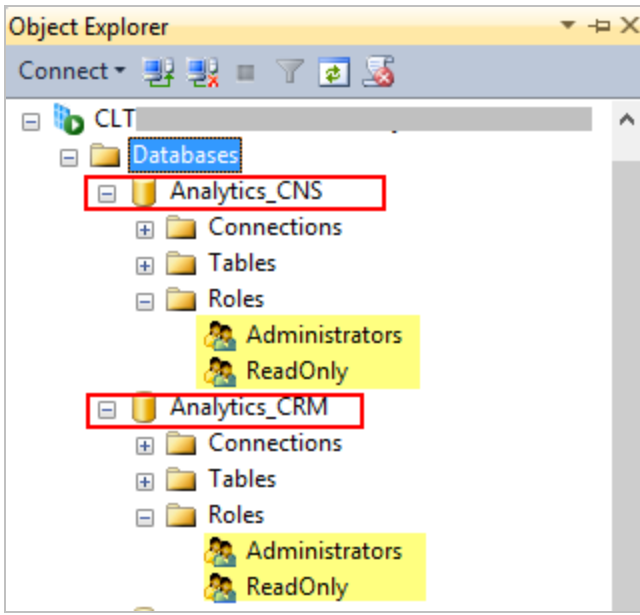 Object Explorer
Connect
CLT
Databases
Analytics_CNS
Connections
Tables
Roles
Administrators
ReadOnly
Analytics_CRM
Connections
Tables
Roles
Administrators
ReadOnly